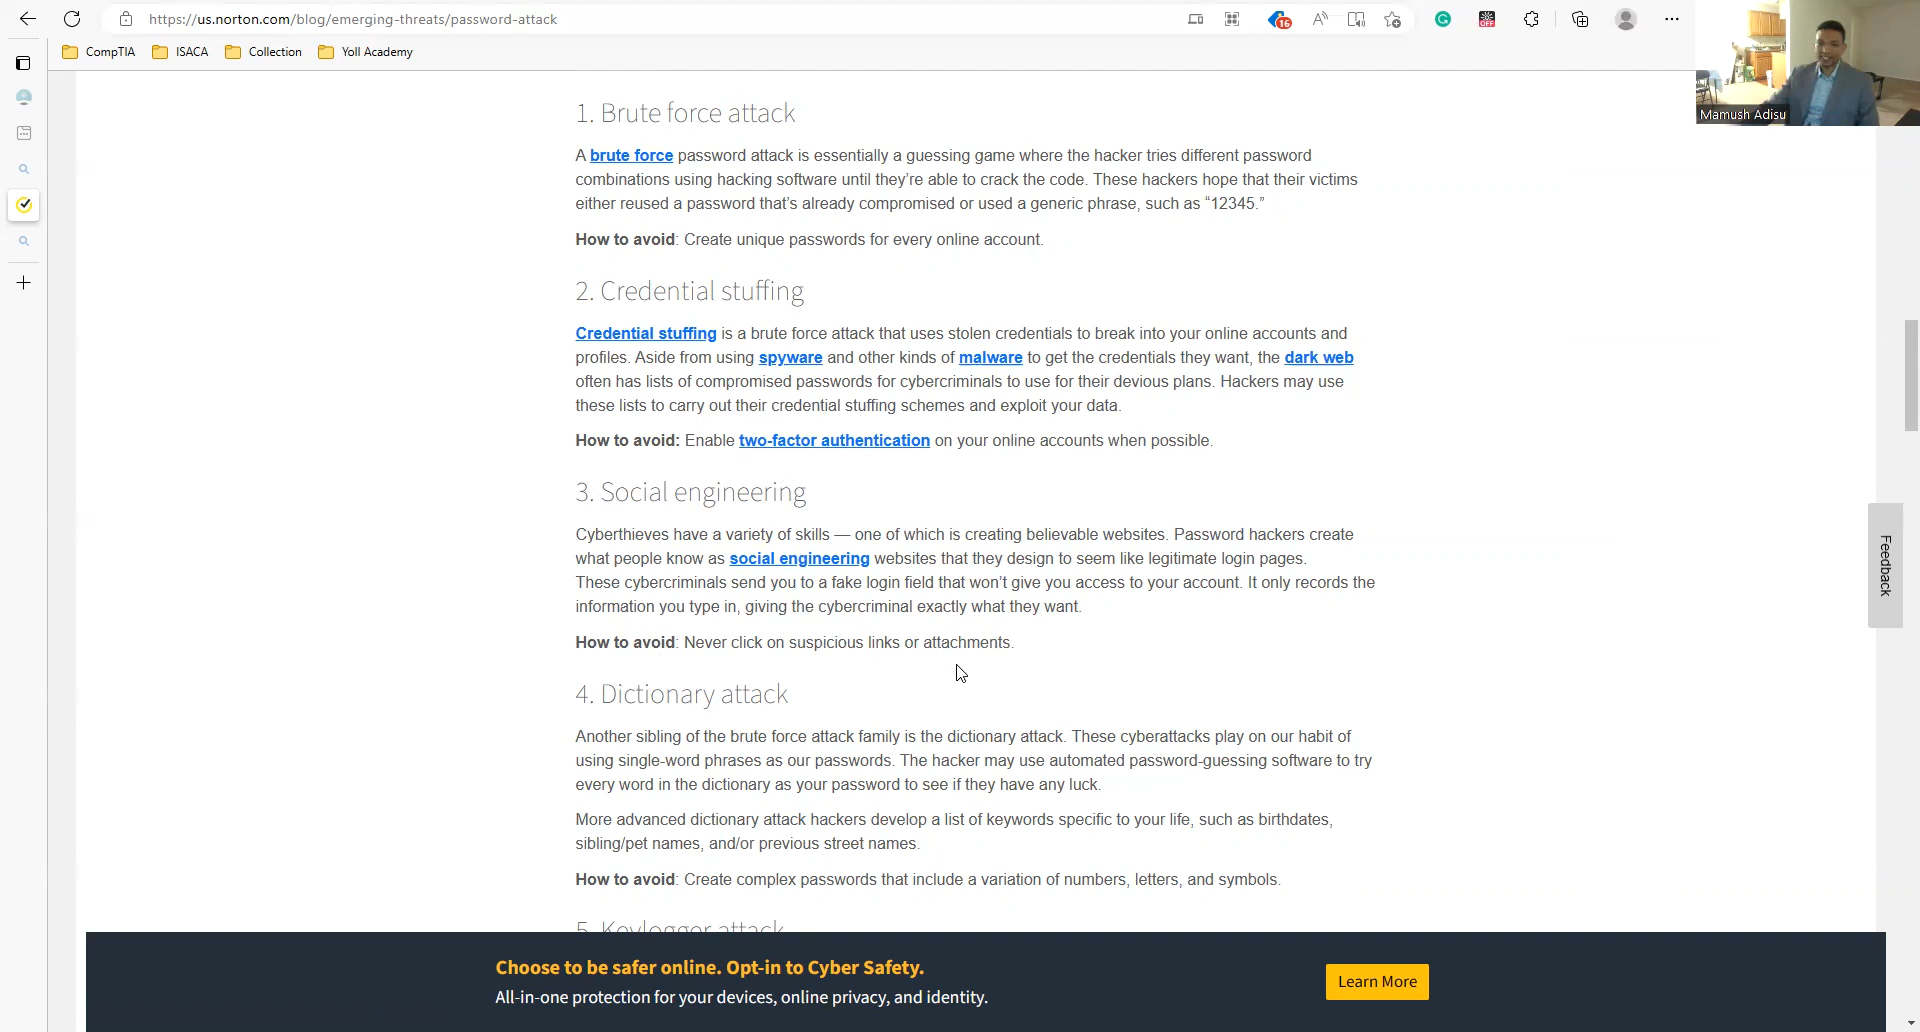 https://us.norton.com/blog/emerging-threats/password-attack
16
OFF
CompTIA ISACA Collection Yoll Academy
Mamush Adisu
1. Brute force attack
A brute force password attack is essentially a guessing game where the hacker tries different password
combinations using hacking software until they’re able to crack the code. These hackers hope that their victims
either reused a password that’s already compromised or used a generic phrase, such as “12345.”
How to avoid: Create unique passwords for every online account.
2. Credential stuffing
Credential stuffing is a brute force attack that uses stolen credentials to break into your online accounts and
profiles. Aside from using spyware and other kinds of malware to get the credentials they want, the dark web
often has lists of compromised passwords for cybercriminals to use for their devious plans. Hackers may use
these lists to carry out their credential stuffing schemes and exploit your data.
How to avoid: Enable two-factor authentication on your online accounts when possible.
3. Social engineering
Cyberthieves have a variety of skills — one of which is creating believable websites. Password hackers create
what people know as social engineering websites that they design to seem like legitimate login pages.
These cybercriminals send you to a fake login field that won’t give you access to your account. It only records the
information you type in, giving the cybercriminal exactly what they want.
How to avoid: Never click on suspicious links or attachments.
Feedback
4. Dictionary attack
Another sibling of the brute force attack family is the dictionary attack. These cyberattacks play on our habit of
using single-word phrases as our passwords. The hacker may use automated password-guessing software to try
every word in the dictionary as your password to see if they have any luck.
More advanced dictionary attack hackers develop a list of keywords specific to your life, such as birthdates,
sibling/pet names, and/or previous street names.
How to avoid: Create complex passwords that include a variation of numbers, letters, and symbols.
5. Keylogger attack
Choose to be safer online. Opt-in to Cyber Safety.
All-in-one protection for your devices, online privacy, and identity.
Learn More